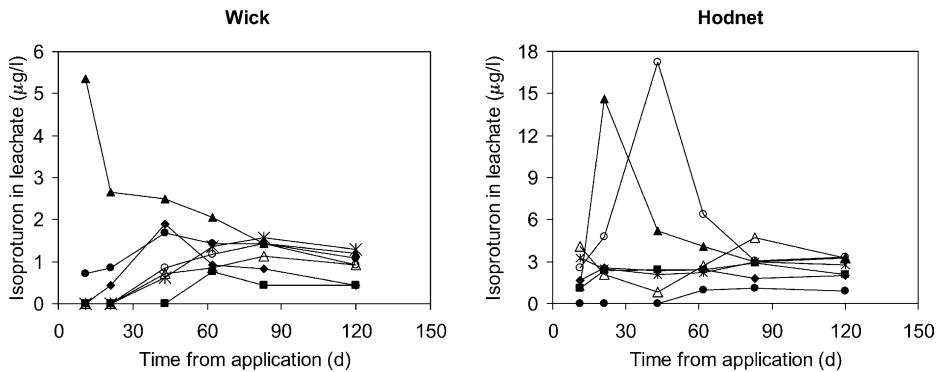 Wick
Isoproturon in leachate (µg/l)
6
5
4
3
2
1
0
0 30 60 90 120 150
Time from application (d)
Hodnet
Isoproturon in leachate (µg/l)
18
15
12
9
6
3
0
0 30 60 90 120 150
Time from application (d)